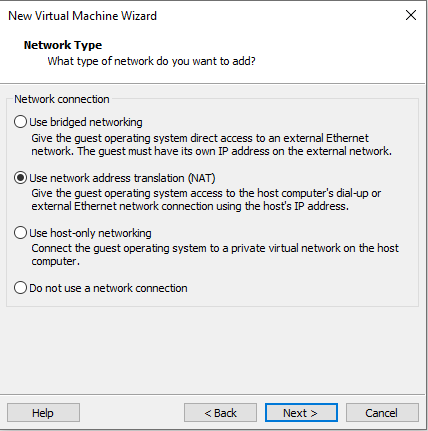 New Virtual Machine Wizard
Network Type
What type of network do you want to add?
Network connection
Use bridged networking
Give the guest operating system direct access to an external Ethernet
network. The guest must have its own IP address on the external network.
Use network address translation (NAT)
Give the guest operating system access to the host computer's dial-up or
external Ethernet network connection using the host's IP address.
Use host-only networking
Connect the guest operating system to a private virtual network on the host
computer.
Do not use a network connection
Help
< Back
Next >
Cancel